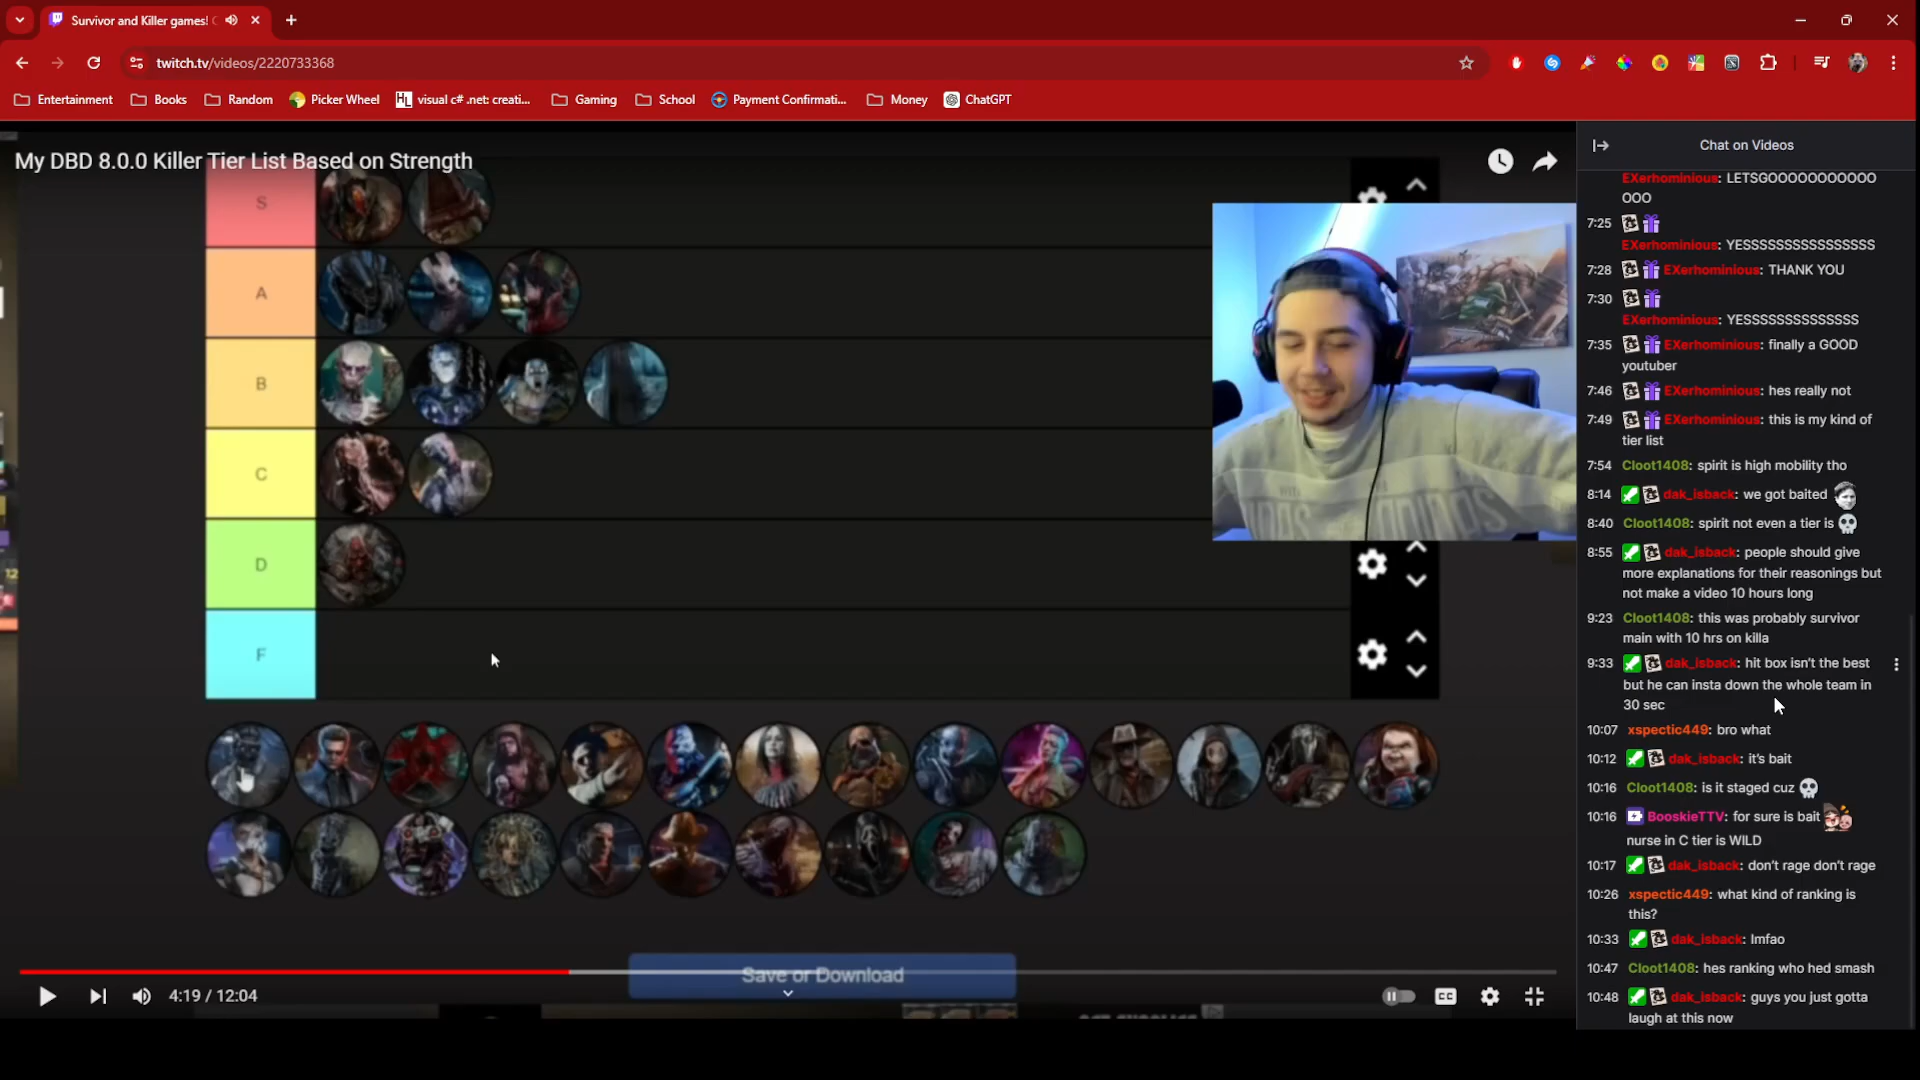 Survivor and Killer games!
twitch.tv/videos/2220733368
Entertainment
Books
Random
Picker Wheel
visual c# .net: creati...
Gaming
School
Payment Confirmati...
Money
ChatGPT
My DBD 8.0.0 Killer Tier List Based on Strength
S
A
B
C
D
F
Save or Download
4:19 / 12:04
CC
Chat on Videos
EXerhominious: LETSGOOOOOOOOOOO
OOO
7:25
EXerhominious: YESSSSSSSSSSSSSSSS
7:28 EXerhominious: THANK YOU
7:30
EXerhominious: YESSSSSSSSSSSSSS
7:35 EXerhominious: finally a GOOD
youtuber
7:46 EXerhominious: hes really not
7:49 EXerhominious: this is my kind of
tier list
7:54 Cloot1408: spirit is high mobility tho
8:14 dak_isback: we got baited
8:40 Cloot1408: spirit not even a tier is
8:55 dak_isback: people should give
more explanations for their reasonings but
not make a video 10 hours long
9:23 Cloot1408: this was probably survivor
main with 10 hrs on killa
9:33 dak_isback: hit box isn't the best
but he can insta down the whole team in
30 sec
10:07 xspectic449: bro what
10:12 dak_isback: it's bait
10:16 Cloot1408: is it staged cuz
10:16 BooskieTTV: for sure is bait
nurse in C tier is WILD
10:17 dak_isback: don't rage don't rage
10:26 xspectic449: what kind of ranking is
this?
10:33 dak_isback: lmfao
10:47 Cloot1408: hes ranking who hed smash
10:48 dak_isback: guys you just gotta
laugh at this now